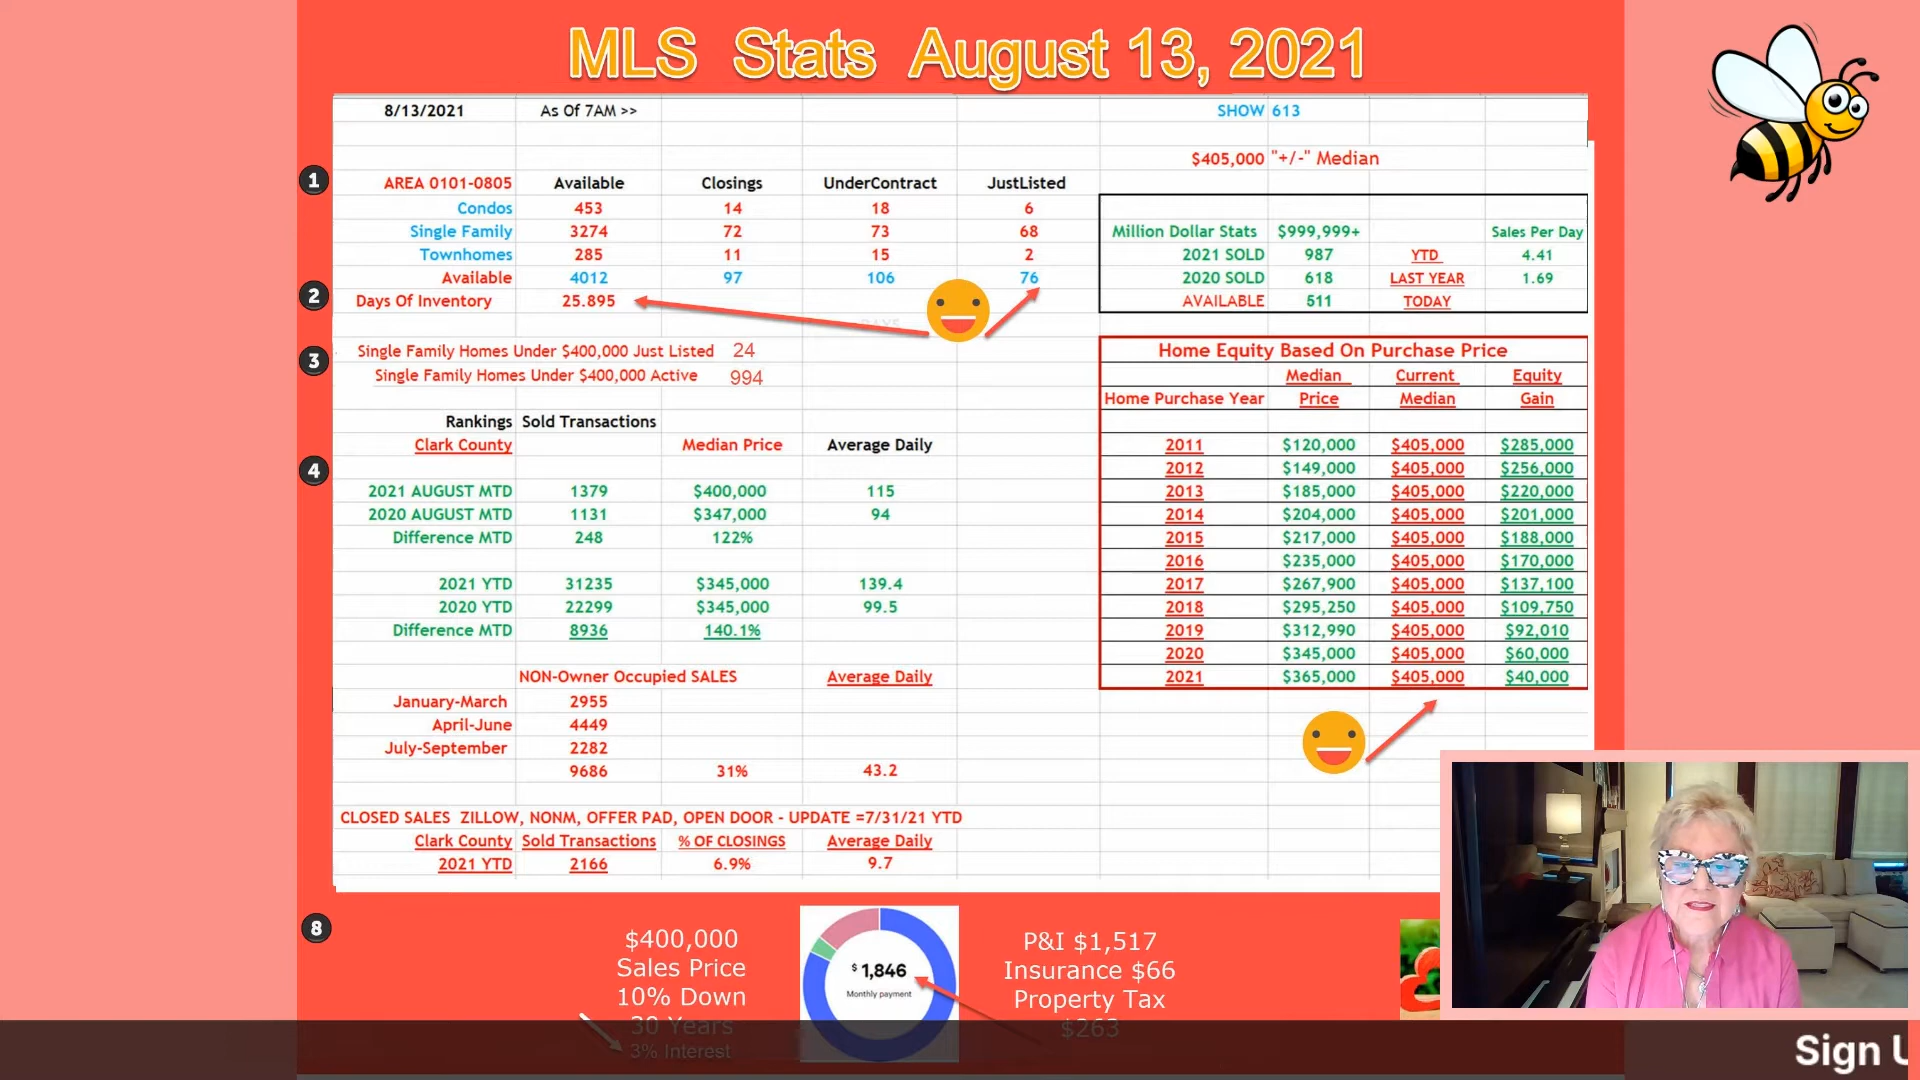 MLS Stats August 13, 2021
8/13/2021 As Of 7AM >> SHOW 613
$405,000 "+/-" Median
1 AREA 0101-0805 Available Closings UnderContract JustListed
Condos 453 14 18 6
Single Family 3274 72 73 68
Townhomes 285 11 15 2
Available 4012 97 106 76
2 Days Of Inventory 25.895
Million Dollar Stats $999,999+ Sales Per Day
2021 SOLD 987 YTD 4.41
2020 SOLD 618 LAST YEAR 1.69
AVAILABLE 511 TODAY
3 Single Family Homes Under $400,000 Just Listed 24
Single Family Homes Under $400,000 Active 994
Rankings Sold Transactions
Clark County Median Price Average Daily
4
2021 AUGUST MTD 1379 $400,000 115
2020 AUGUST MTD 1131 $347,000 94
Difference MTD 248 122%
2021 YTD 31235 $345,000 139.4
2020 YTD 22299 $345,000 99.5
Difference MTD 8936 140.1%
NON-Owner Occupied SALES Average Daily
January-March 2955
April-June 4449
July-September 2282
9686 31% 43.2
CLOSED SALES ZILLOW, NONM, OFFER PAD, OPEN DOOR - UPDATE =7/31/21 YTD
Clark County Sold Transactions % OF CLOSINGS Average Daily
2021 YTD 2166 6.9% 9.7
Home Equity Based On Purchase Price
Median Current Equity
Home Purchase Year Price Median Gain
2011 $120,000 $405,000 $285,000
2012 $149,000 $405,000 $256,000
2013 $185,000 $405,000 $220,000
2014 $204,000 $405,000 $201,000
2015 $217,000 $405,000 $188,000
2016 $235,000 $405,000 $170,000
2017 $267,900 $405,000 $137,100
2018 $295,250 $405,000 $109,750
2019 $312,990 $405,000 $92,010
2020 $345,000 $405,000 $60,000
2021 $365,000 $405,000 $40,000
8
$400,000
Sales Price
10% Down
30 Years
3% Interest
$1,846
Monthly payment
P&I $1,517
Insurance $66
Property Tax
$263
Sign U